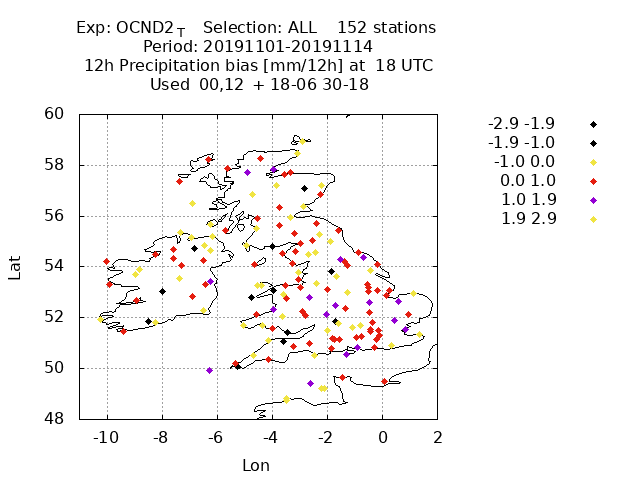 Exp: OCND2T Selection: ALL 152 stations
Period: 20191101-20191114
12h Precipitation bias [mm/12h] at 18 UTC
Used 00,12 + 18-06 30-18
60
58
56
54
52
50
48
-10 -8 -6 -4 -2 0 2
Lat
Lon
-2.9 -1.9
-1.9 -1.0
-1.0 0.0
0.0 1.0
1.0 1.9
1.9 2.9